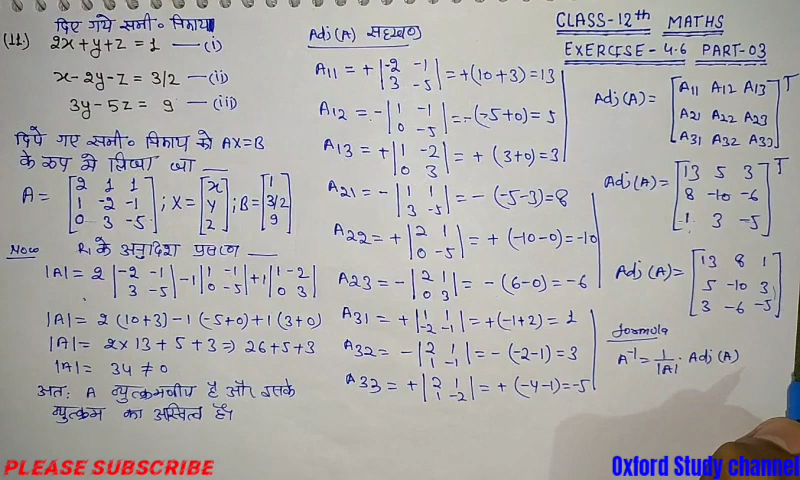 CLASS-12th MATHS
EXERCISE-4.6 PART-03
दिए गये समी० निकाय
(11.) 2x+y+z=1 —(i)
x-2y-z=3/2 —(ii)
3y-5z=9 —(iii)
दिये गए समी० निकाय को AX=B
के रूप में लिखा जा —
A = [2 1 1; 1 -2 -1; 0 3 -5]; X = [x; y; z]; B = [1; 3/2; 9]
Now R₁ के अनुदिश —
|A| = 2 |-2 -1; 3 -5| -1 |1 -1; 0 -5| +1 |1 -2; 0 3|
|A| = 2(10+3)-1(-5+0)+1(3+0)
|A| = 2×13+5+3 ⇒ 26+5+3
|A| = 34 ≠ 0
अतः A व्युत्क्रमणीय है और इसके
व्युत्क्रम का अस्तित्व है।
Adj(A) सहखण्ड
A11 = + |-2 -1; 3 -5| = +(10+3) = 13
A12 = - |1 -1; 0 -5| = -(-5+0) = 5
A13 = + |1 -2; 0 3| = +(3+0) = 3
A21 = - |1 1; 3 -5| = -(-5-3) = 8
A22 = + |2 1; 0 -5| = +(-10-0) = -10
A23 = - |2 1; 0 3| = -(6-0) = -6
A31 = + |1 1; -2 -1| = +(-1+2) = 1
A32 = - |2 1; 1 -1| = -(-2-1) = 3
A33 = + |2 1; 1 -2| = +(-4-1) = -5
Adj(A) = [A11 A12 A13; A21 A22 A23; A31 A32 A33]T
Adj(A) = [13 5 3; 8 -10 -6; 1 3 -5]T
Adj(A) = [13 8 1; 5 -10 3; 3 -6 -5]
formula
A⁻¹ = 1/|A| . Adj(A)
PLEASE SUBSCRIBE
Oxford Study channel